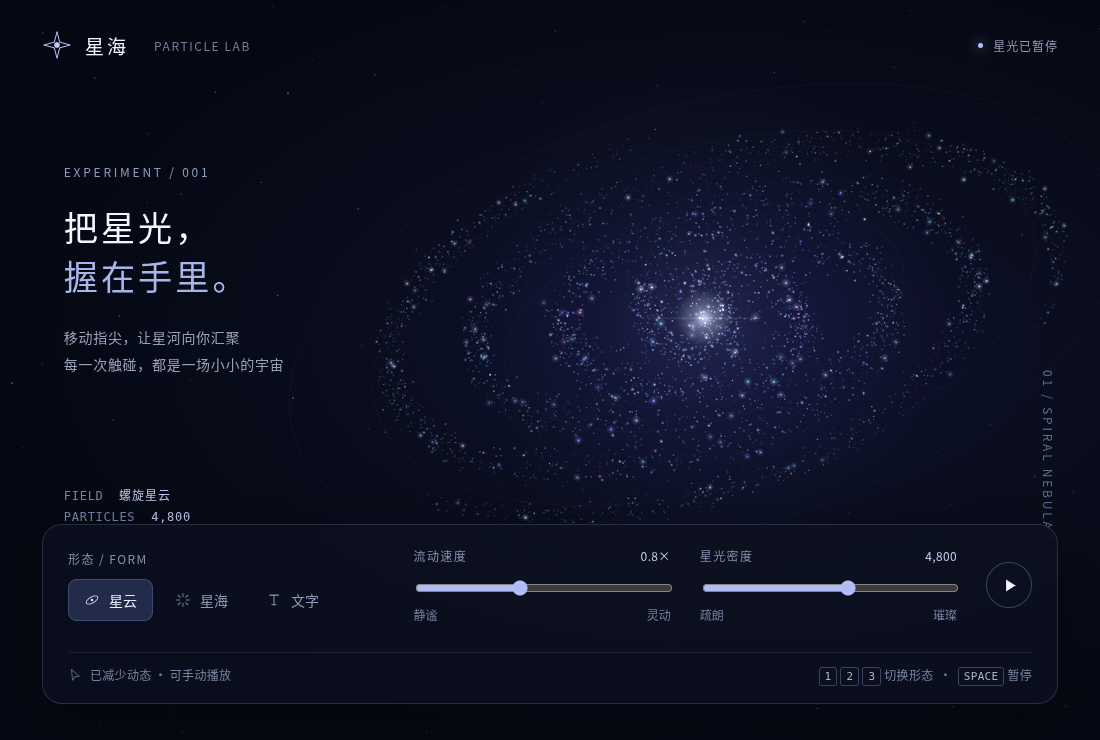 星海 PARTICLE LAB
星光已暂停
EXPERIMENT / 001
把星光，
握在手里。
移动指尖，让星河向你汇聚
每一次触碰，都是一场小小的宇宙
01 / SPIRAL NEBULA
FIELD 螺旋星云
PARTICLES 4,800
形态 / FORM
星云 星海 文字
流动速度 0.8×
静谧 灵动
星光密度 4,800
疏朗 璀璨
已减少动态 · 可手动播放
1 2 3 切换形态 · SPACE 暂停